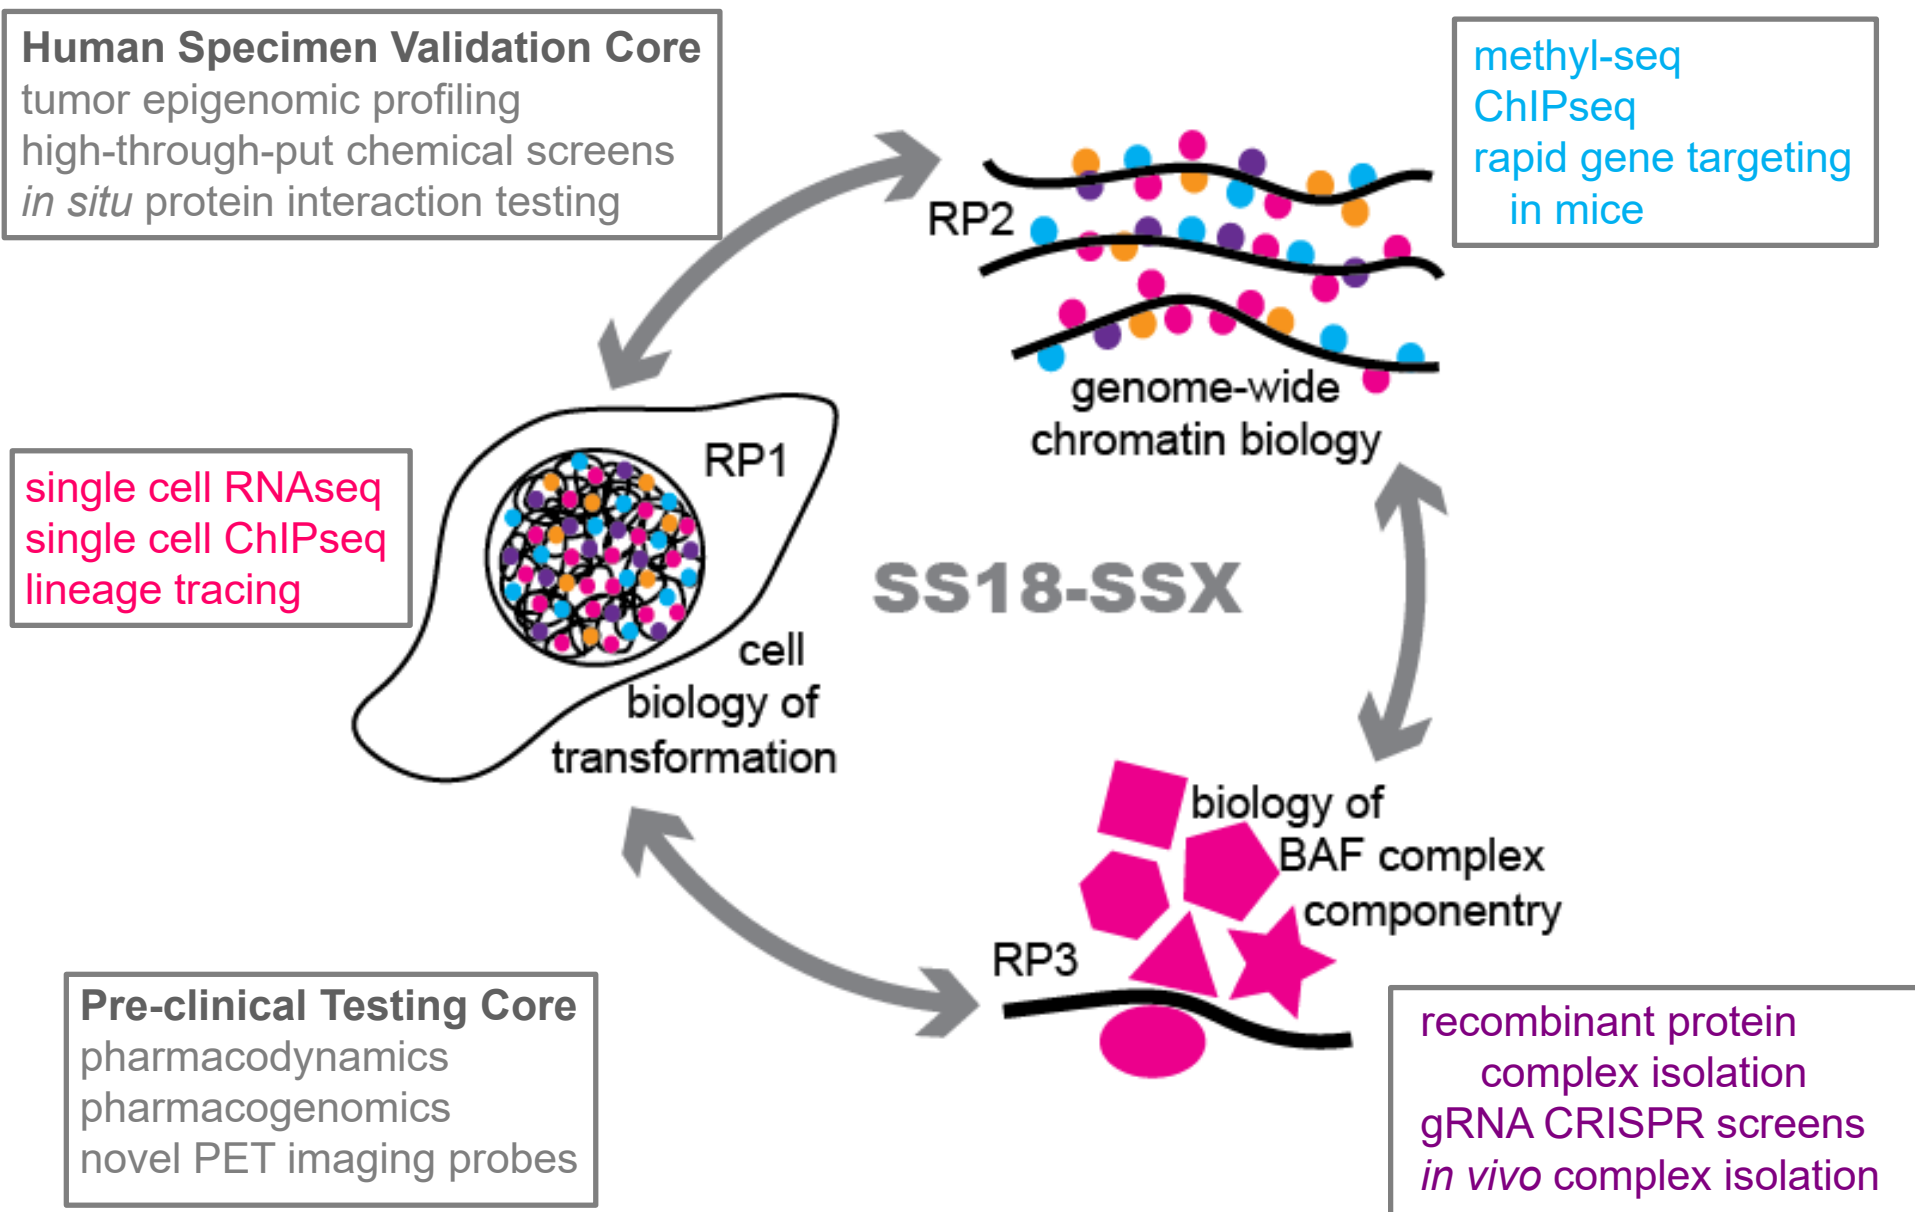 Human Specimen Validation Core
tumor epigenomic profiling
high-through-put chemical screens
in situ protein interaction testing
methyl-seq
ChIPseq
rapid gene targeting
in mice
RP2
genome-wide
chromatin biology
single cell RNAseq
single cell ChIPseq
lineage tracing
RP1
cell
biology of
transformation
SS18-SSX
biology of
BAF complex
componentry
RP3
Pre-clinical Testing Core
pharmacodynamics
pharmacogenomics
novel PET imaging probes
recombinant protein
complex isolation
gRNA CRISPR screens
in vivo complex isolation